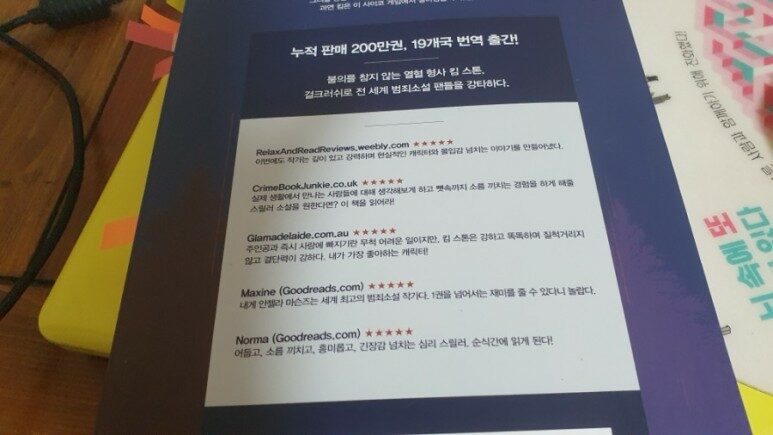 과연 킴은 이 사이코 게임에서
누적 판매 200만권, 19개국 번역 출간!
불의를 참지 않는 열혈 형사 킴 스톤,
걸크러쉬로 전 세계 범죄소설 팬들을 강타하다.
RelaxAndReadReviews.weebly.com ★★★★★
이번에도 작가는 깊이 있고 강력하며 현실적인 캐릭터와 몰입감 넘치는 이야기를 만들어냈다.
CrimeBookJunkie.co.uk ★★★★★
실제 생활에서 만나는 사람들에 대해 생각해보게 하고 뼛속까지 소름 끼치는 경험을 하게 해줄
스릴러 소설을 원한다면? 이 책을 읽어라!
Glamadelaide.com.au ★★★★★
주인공과 즉시 사랑에 빠지기란 무척 어려운 일이지만, 킴 스톤은 강하고 똑똑하며 질척거리지
않고 결단력이 강하다. 내가 가장 좋아하는 캐릭터!
Maxine (Goodreads.com) ★★★★★
내게 안젤라 마슨즈는 세계 최고의 범죄소설 작가다. 1권을 넘어서는 재미를 줄 수 있다니 놀랍다.
Norma (Goodreads.com) ★★★★★
어둡고, 소름 끼치고, 흥미롭고, 긴장감 넘치는 심리 스릴러. 순식간에 읽게 된다!
또